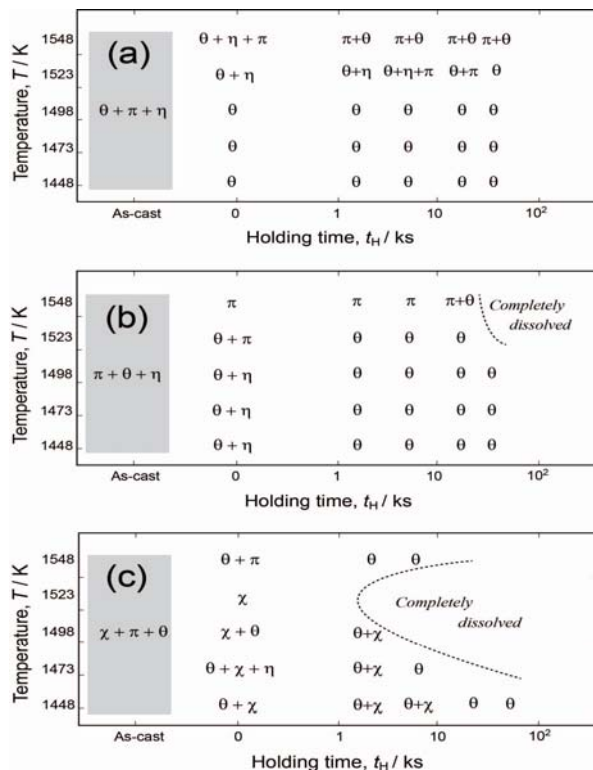 Temperature, T / K
(a)
1548 θ + η + π π+θ π+θ π+θ π+θ
1523 θ + η θ+η θ+η+π θ+π θ
1498 θ + π + η θ θ θ θ θ
1473 θ θ θ θ θ
1448 θ θ θ θ θ
As-cast 0 1 10 10²
Holding time, tH / ks
Temperature, T / K
(b)
1548 π π π π+θ Completely
dissolved
1523 θ + π θ θ θ
1498 π + θ + η θ + η θ θ θ θ
1473 θ + η θ θ θ θ
1448 θ + η θ θ θ θ
As-cast 0 1 10 10²
Holding time, tH / ks
Temperature, T / K
(c)
1548 θ + π θ θ
1523 χ Completely
dissolved
1498 χ + π + θ χ + θ θ+χ
1473 θ + χ + η θ+χ θ
1448 θ + χ θ+χ θ+χ θ θ
As-cast 0 1 10 10²
Holding time, tH / ks